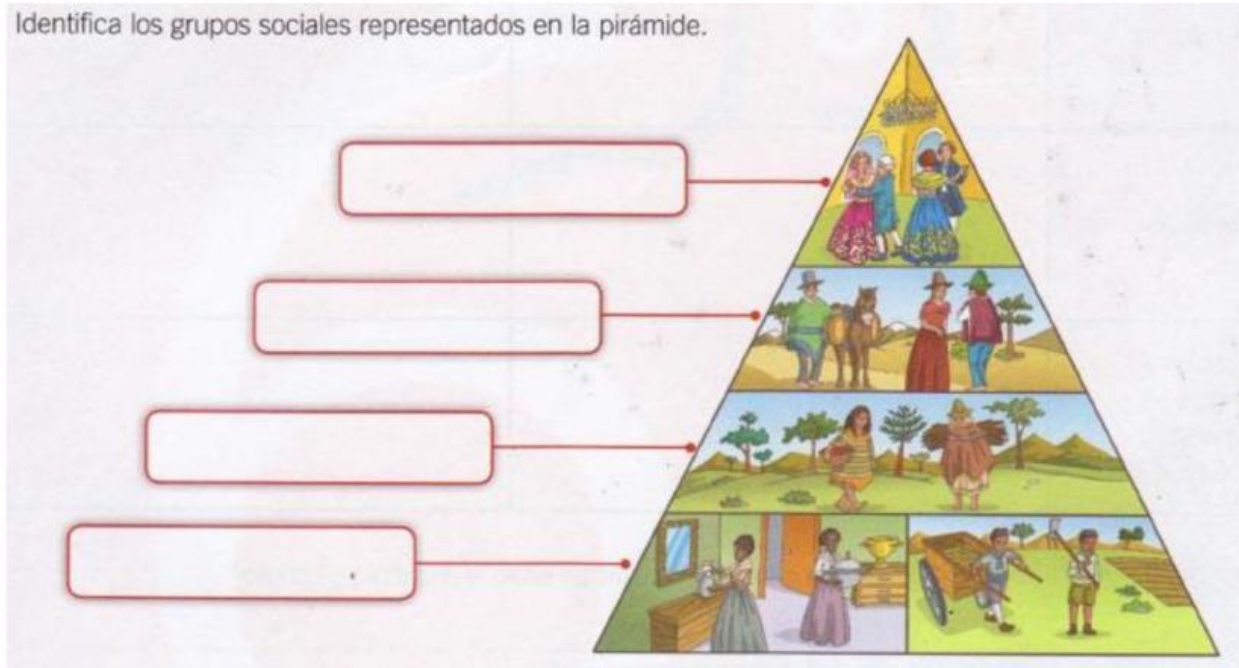 Identifica los grupos sociales representados en la pirámide.